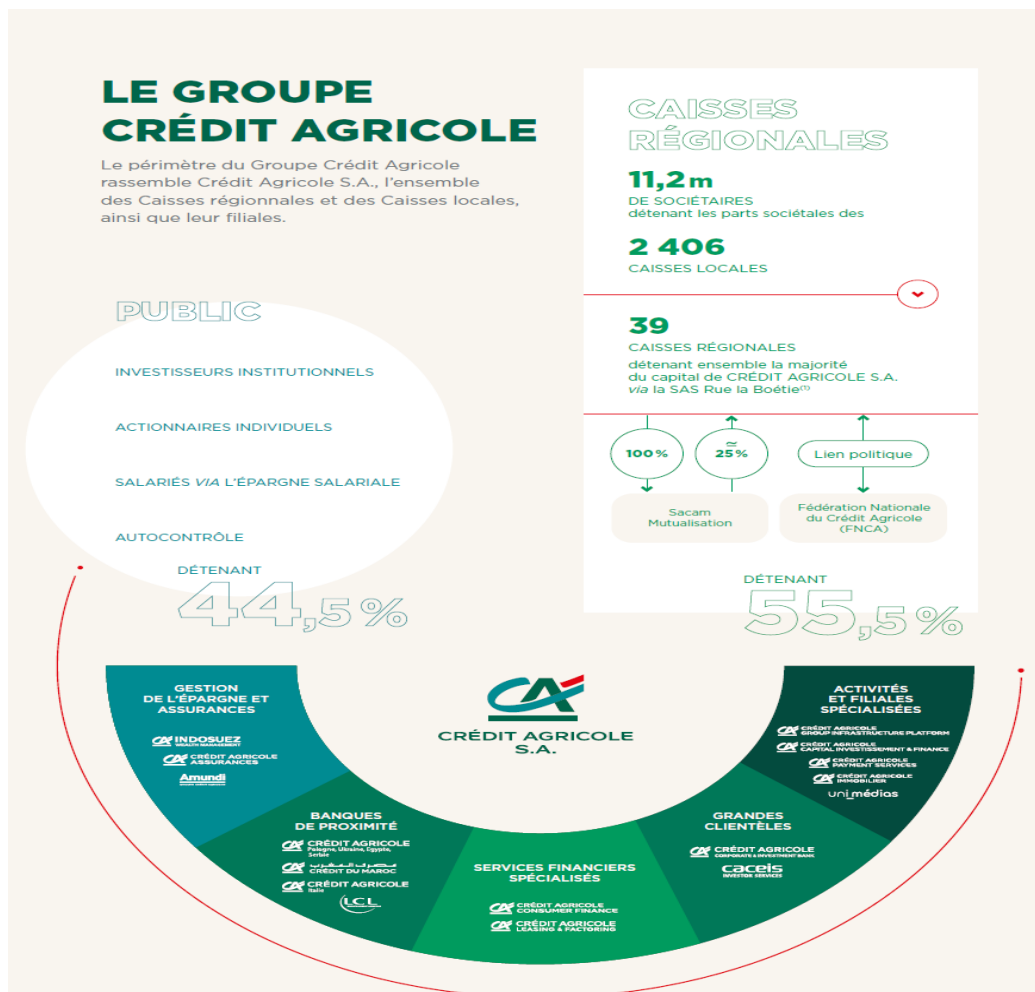 LE GROUPE
CRÉDIT AGRICOLE
Le périmètre du Groupe Crédit Agricole
rassemble Crédit Agricole S.A., l'ensemble
des Caisses régionnales et des Caisses locales,
ainsi que leur filiales.
CAISSES
RÉGIONALES
11,2 m
DE SOCIÉTAIRES
détenant les parts sociétales des
2 406
CAISSES LOCALES
39
CAISSES RÉGIONALES
détenant ensemble la majorité
du capital de CRÉDIT AGRICOLE S.A.
via la SAS Rue la Boétie(1)
100 %
≃
25 %
Lien politique
Sacam
Mutualisation
Fédération Nationale
du Crédit Agricole
(FNCA)
DÉTENANT
55,5 %
PUBLIC
INVESTISSEURS INSTITUTIONNELS
ACTIONNAIRES INDIVIDUELS
SALARIÉS VIA L'ÉPARGNE SALARIALE
AUTOCONTRÔLE
DÉTENANT
44,5 %
CRÉDIT AGRICOLE
S.A.
GESTION
DE L'ÉPARGNE ET
ASSURANCES
INDOSUEZ
WEALTH MANAGEMENT
CRÉDIT AGRICOLE
ASSURANCES
Amundi
BANQUES
DE PROXIMITÉ
CRÉDIT AGRICOLE
Pologne, Ukraine, Egypte,
Serbie
مصرف المغرب
CRÉDIT DU MAROC
CRÉDIT AGRICOLE
Italie
LCL
SERVICES FINANCIERS
SPÉCIALISÉS
CRÉDIT AGRICOLE
CONSUMER FINANCE
CRÉDIT AGRICOLE
LEASING & FACTORING
GRANDES
CLIENTÈLES
CRÉDIT AGRICOLE
CORPORATE & INVESTMENT BANK
caceis
INVESTOR SERVICES
ACTIVITÉS
ET FILIALES
SPÉCIALISÉES
CRÉDIT AGRICOLE
GROUP INFRASTRUCTURE PLATFORM
CRÉDIT AGRICOLE
CAPITAL INVESTISSEMENT & FINANCE
CRÉDIT AGRICOLE
PAYMENT SERVICES
CRÉDIT AGRICOLE
IMMOBILIER
uni_médias